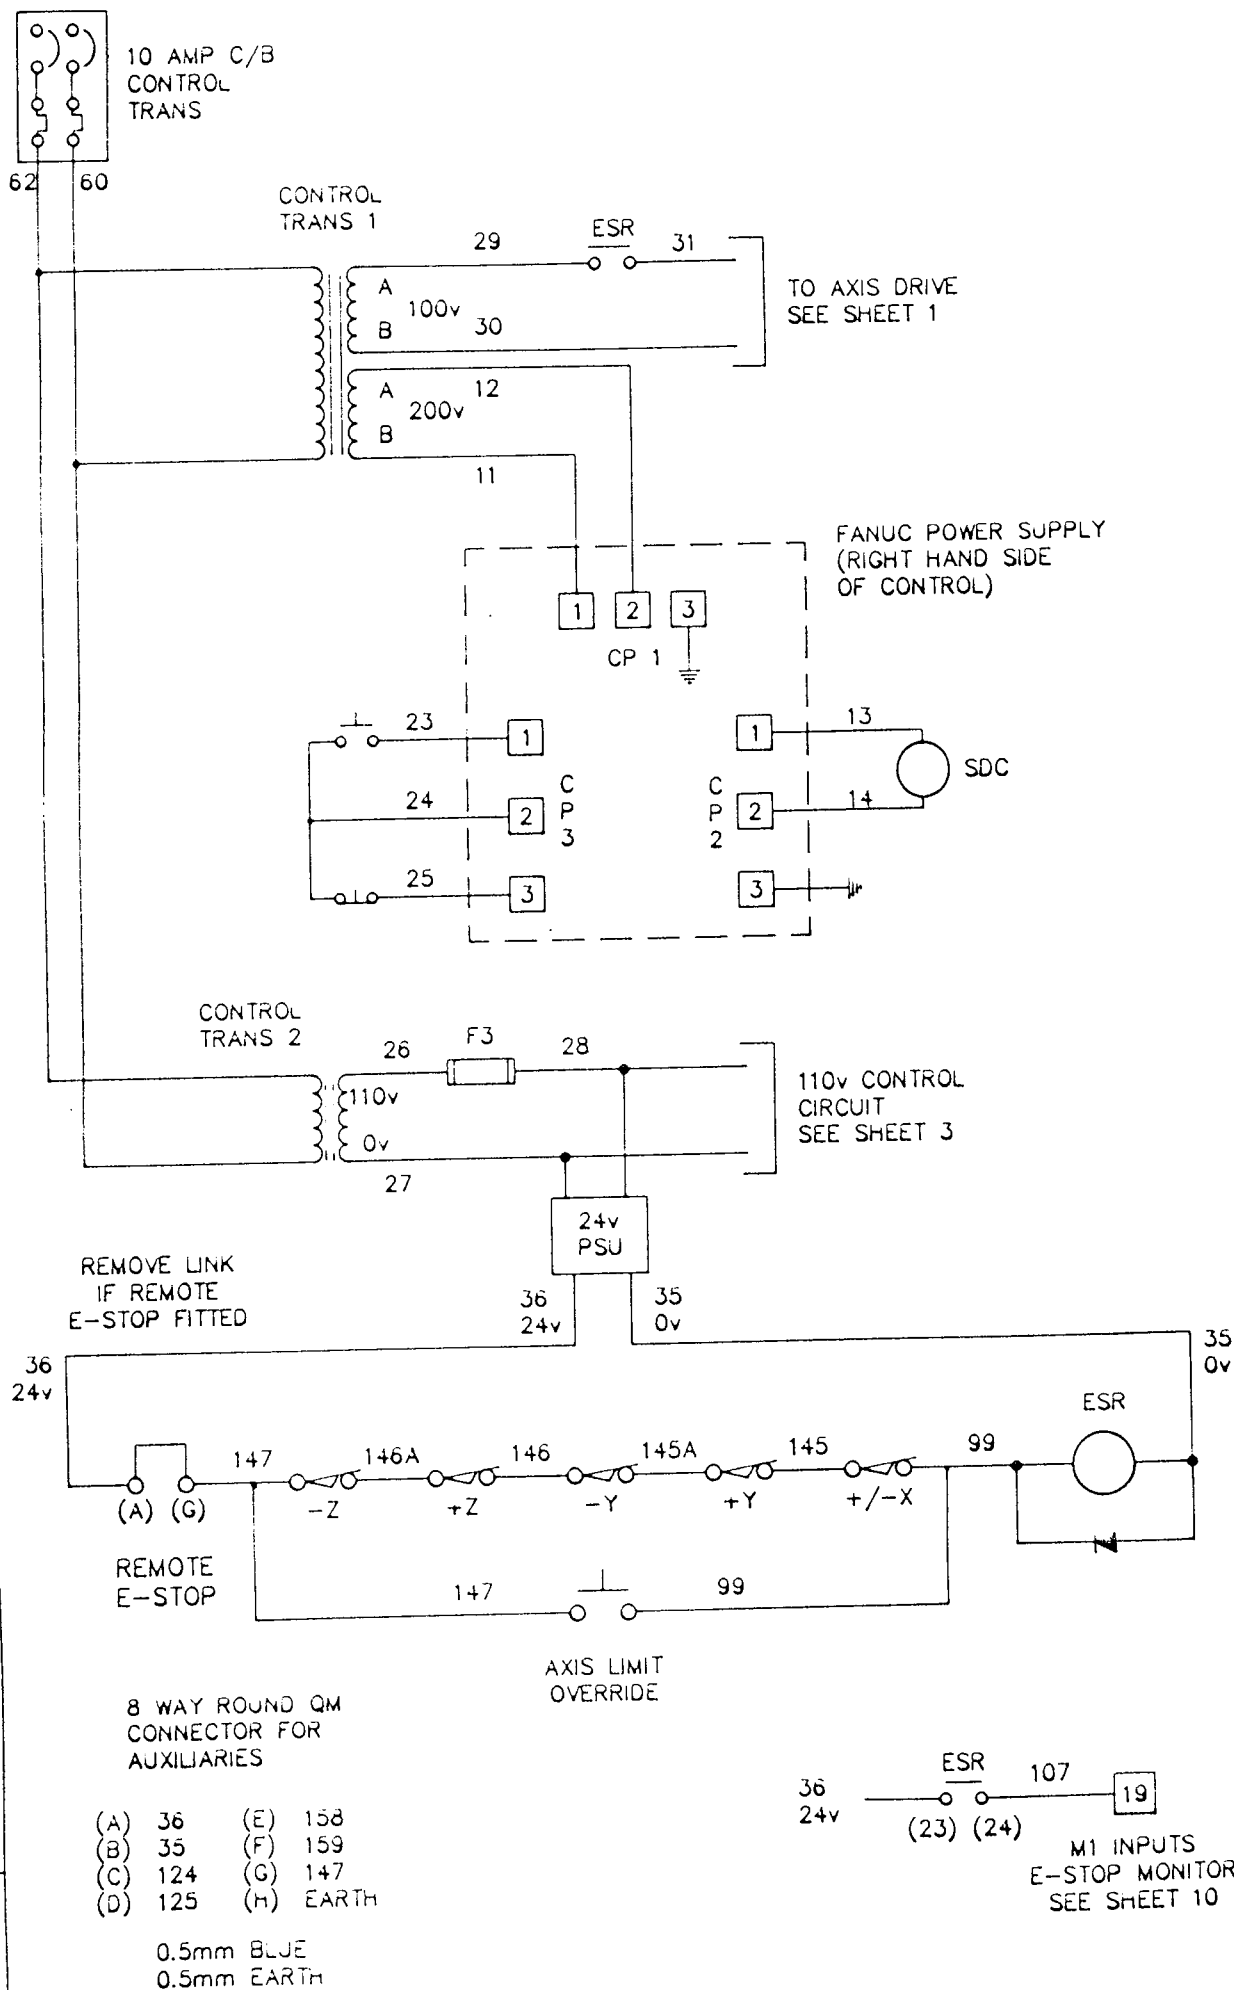 10 AMP C/B
CONTROL
TRANS
62 60
CONTROL
TRANS 1
29 ESR 31
A
100v
B 30
TO AXIS DRIVE
SEE SHEET 1
A 12
200v
B
11
FANUC POWER SUPPLY
(RIGHT HAND SIDE
OF CONTROL)
1 2 3
CP 1
23 1
24 2
25 3
C
P
3
C
P
2
1 13
2 14
3
SDC
CONTROL
TRANS 2
26 F3 28
110v
0v
27
110v CONTROL
CIRCUIT
SEE SHEET 3
24v
PSU
REMOVE LINK
IF REMOTE
E-STOP FITTED
36
24v
35
0v
36
24v
35
0v
ESR
147 146A 146 145A 145 99
(A) (G) -Z +Z -Y +Y +/-X
REMOTE
E-STOP
147 99
AXIS LIMIT
OVERRIDE
8 WAY ROUND QM
CONNECTOR FOR
AUXILIARIES
(A) 36 (E) 158
(B) 35 (F) 159
(C) 124 (G) 147
(D) 125 (H) EARTH
0.5mm BLUE
0.5mm EARTH
36
24v
ESR 107 19
(23) (24)
M1 INPUTS
E-STOP MONITOR
SEE SHEET 10